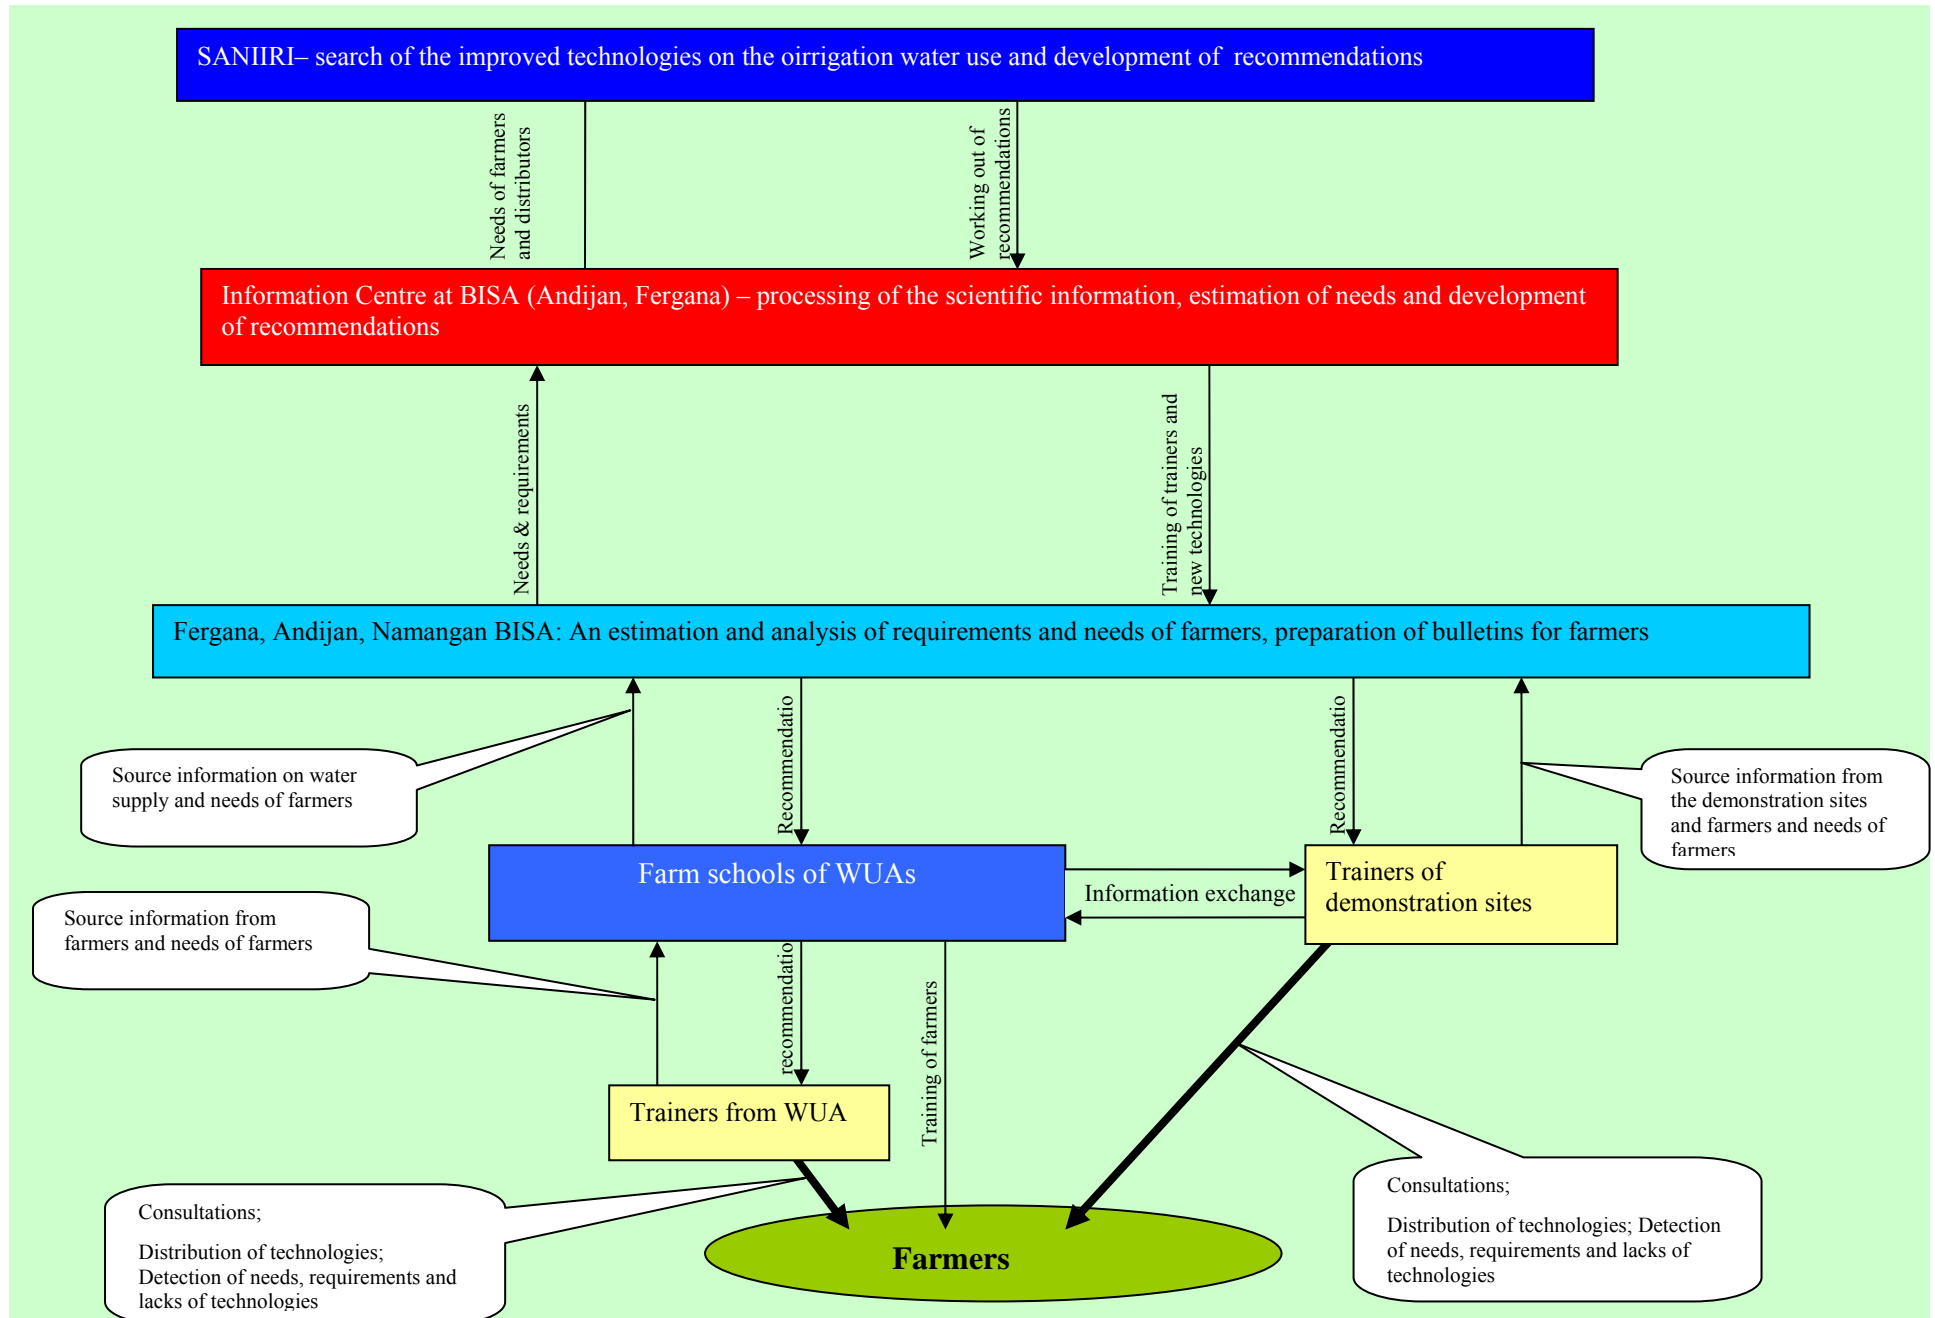 SANIIRI– search of the improved technologies on the oirrigation water use and development of recommendations
Needs of farmers
and distributors
Working out of
recommendations
Information Centre at BISA (Andijan, Fergana) – processing of the scientific information, estimation of needs and development
of recommendations
Needs & requirements
Training of trainers and
new technologies
Fergana, Andijan, Namangan BISA: An estimation and analysis of requirements and needs of farmers, preparation of bulletins for farmers
Source information on water
supply and needs of farmers
Recommendatio
Recommendatio
Source information from
the demonstration sites
and farmers and needs of
farmers
Farm schools of WUAs
Information exchange
Trainers of
demonstration sites
Source information from
farmers and needs of farmers
recommendatio
Training of farmers
Trainers from WUA
Consultations;
Distribution of technologies;
Detection of needs, requirements and
lacks of technologies
Farmers
Consultations;
Distribution of technologies; Detection
of needs, requirements and lacks of
technologies